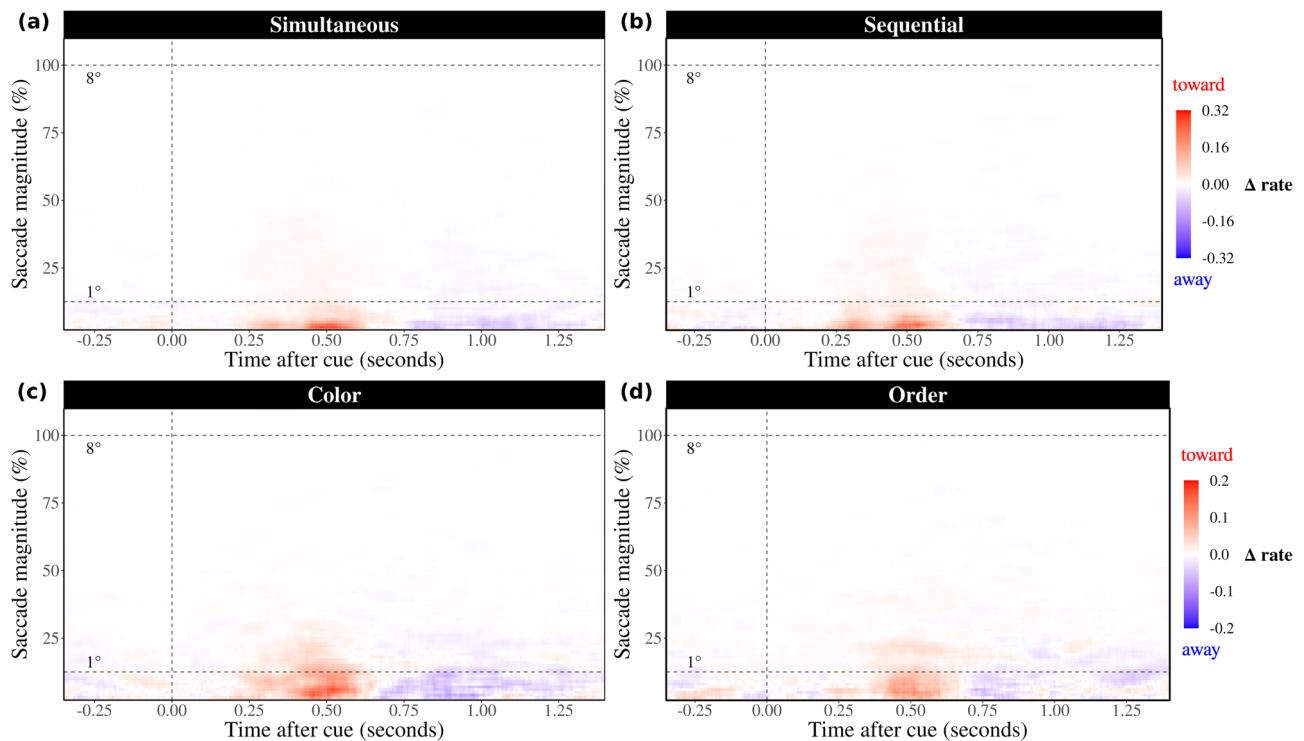 (a)
Simultaneous
Saccade magnitude (%)
100
75
50
25
8°
1°
-0.25 0.00 0.25 0.50 0.75 1.00 1.25
Time after cue (seconds)
(b)
Sequential
Saccade magnitude (%)
100
75
50
25
8°
1°
-0.25 0.00 0.25 0.50 0.75 1.00 1.25
Time after cue (seconds)
toward
0.32
0.16
0.00
-0.16
-0.32
Δ rate
away
(c)
Color
Saccade magnitude (%)
100
75
50
25
8°
1°
-0.25 0.00 0.25 0.50 0.75 1.00 1.25
Time after cue (seconds)
(d)
Order
Saccade magnitude (%)
100
75
50
25
8°
1°
-0.25 0.00 0.25 0.50 0.75 1.00 1.25
Time after cue (seconds)
toward
0.2
0.1
0.0
-0.1
-0.2
Δ rate
away